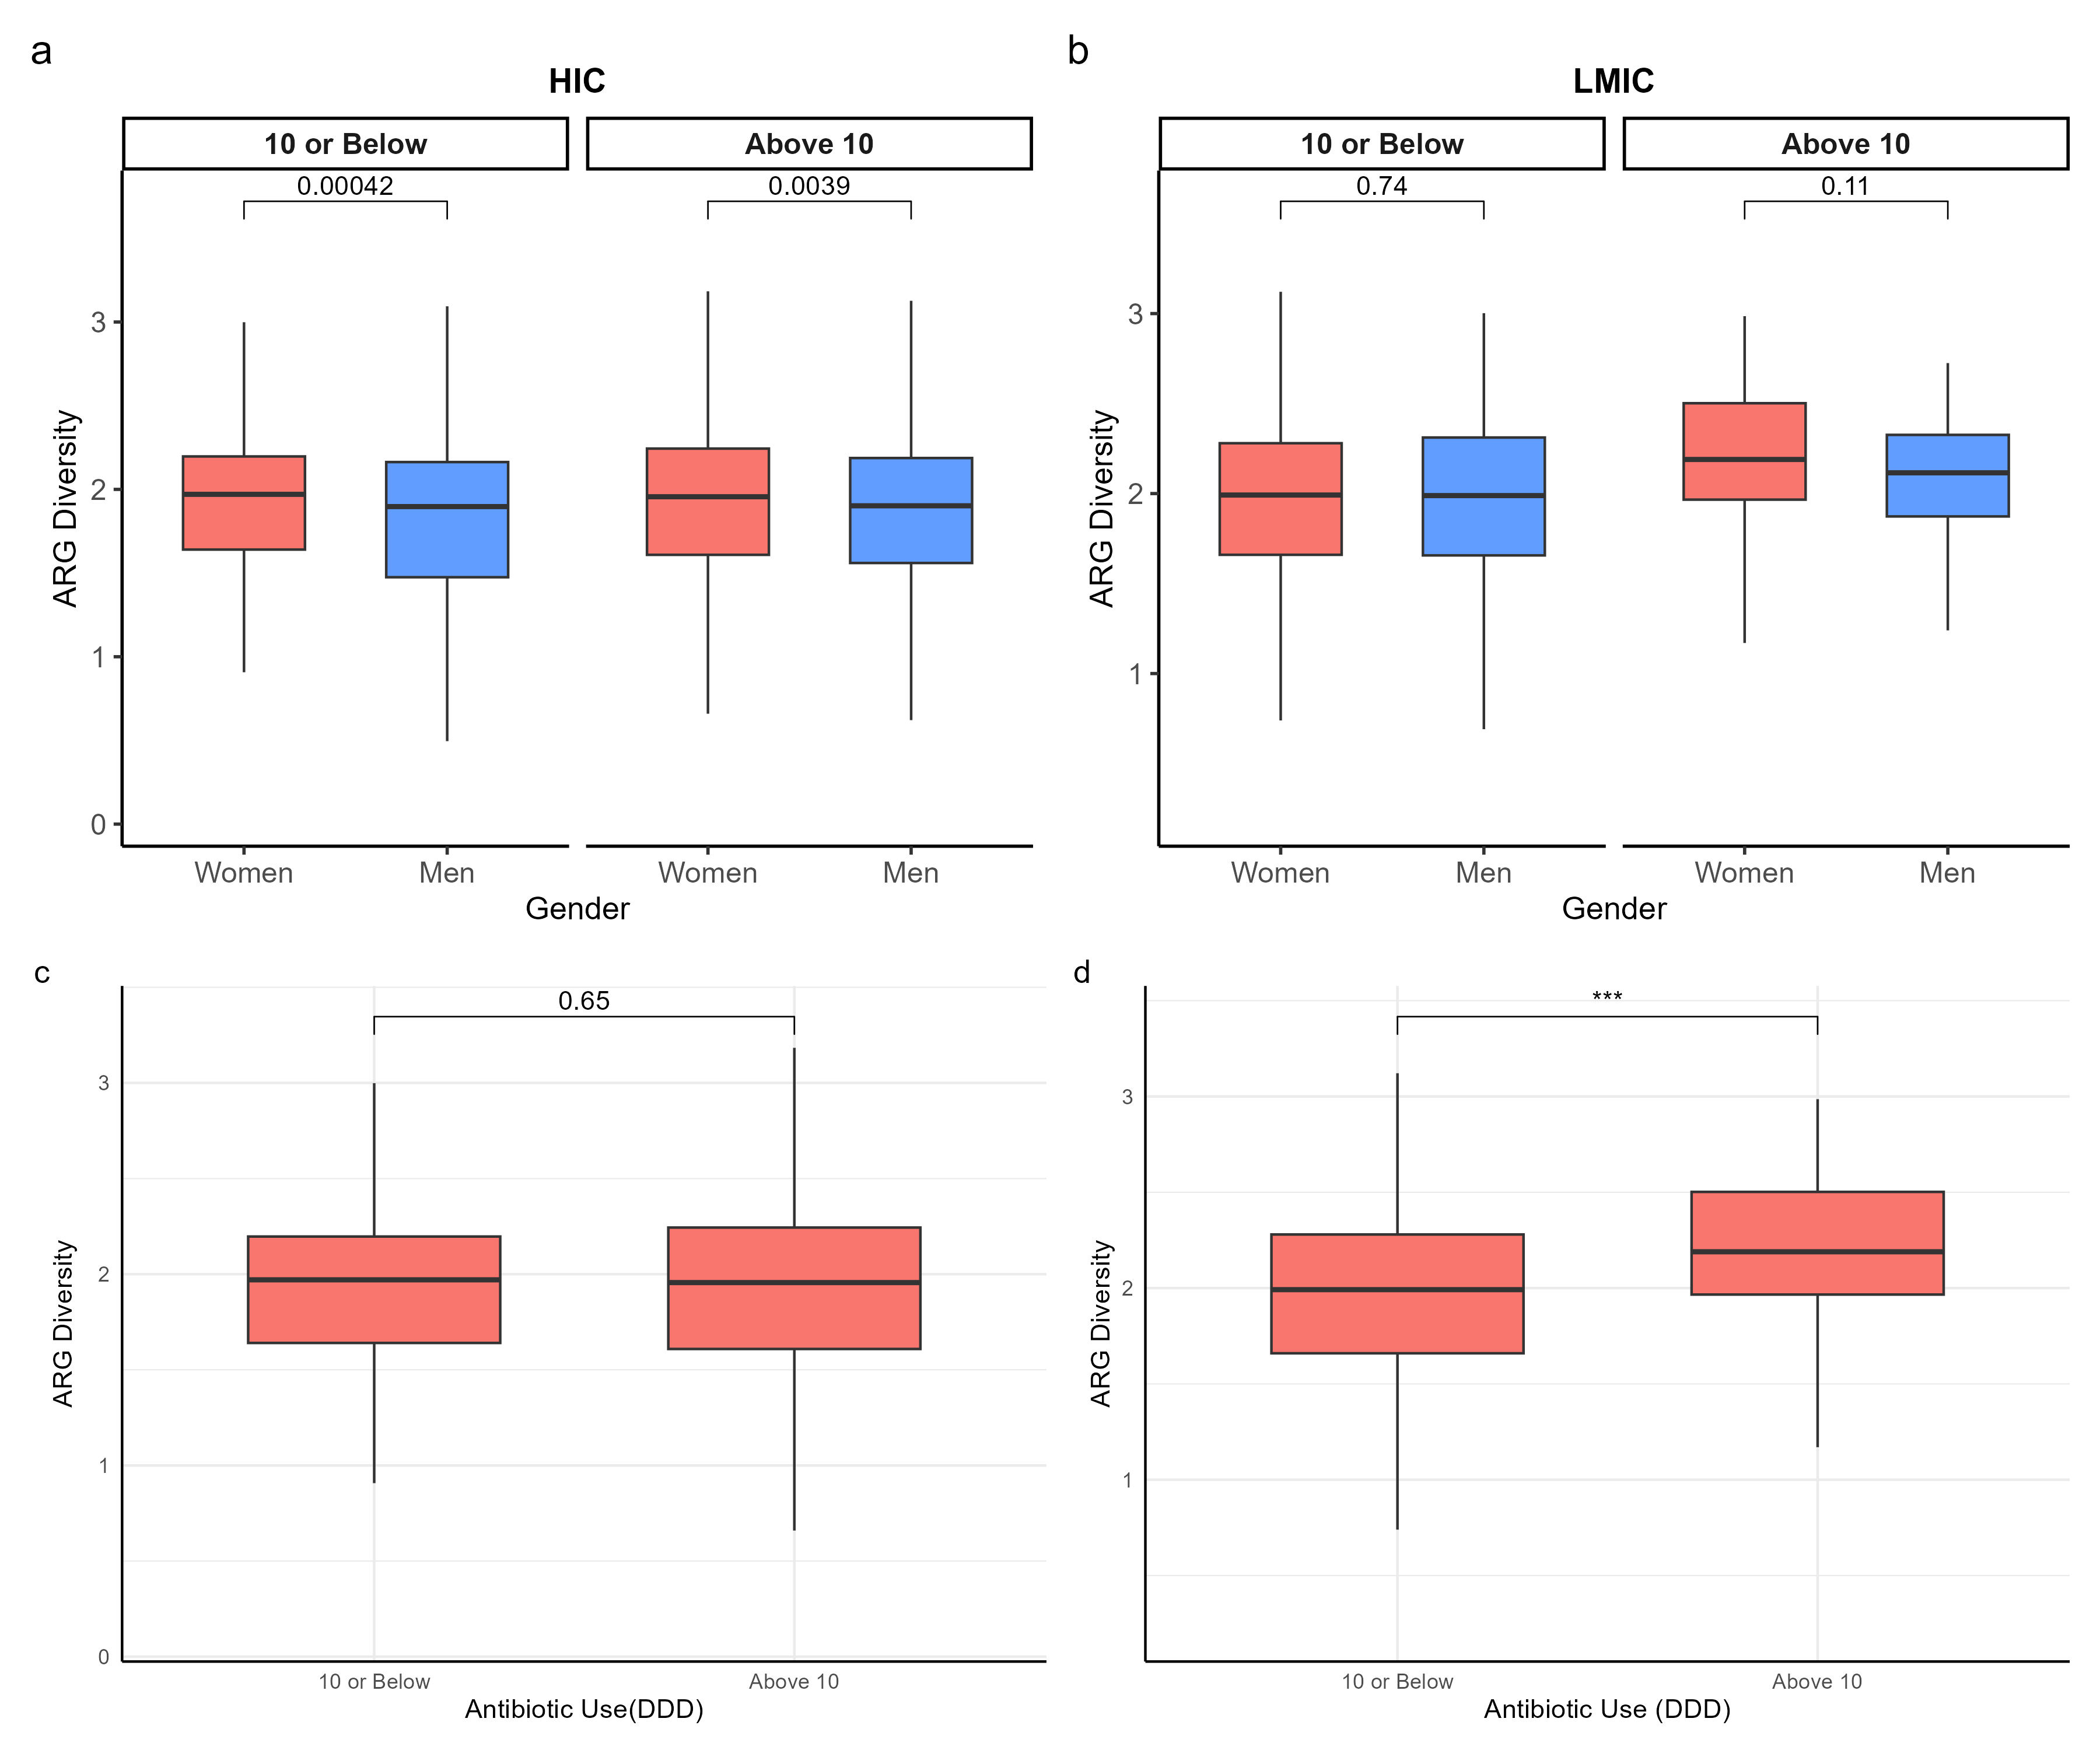 a
HIC
10 or Below
Above 10
0.00042
0.0039
3
2
1
0
ARG Diversity
Women
Men
Women
Men
Gender
b
LMIC
10 or Below
Above 10
0.74
0.11
3
2
1
ARG Diversity
Women
Men
Women
Men
Gender
c
0.65
3
2
1
0
ARG Diversity
10 or Below
Above 10
Antibiotic Use(DDD)
d
***
3
2
1
ARG Diversity
10 or Below
Above 10
Antibiotic Use (DDD)